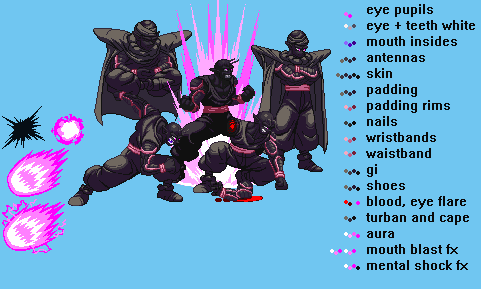 eye pupils
eye + teeth white
mouth insides
antennas
skin
padding
padding rims
nails
wristbands
waistband
gi
shoes
blood, eye flare
turban and cape
aura
mouth blast fx
mental shock fx